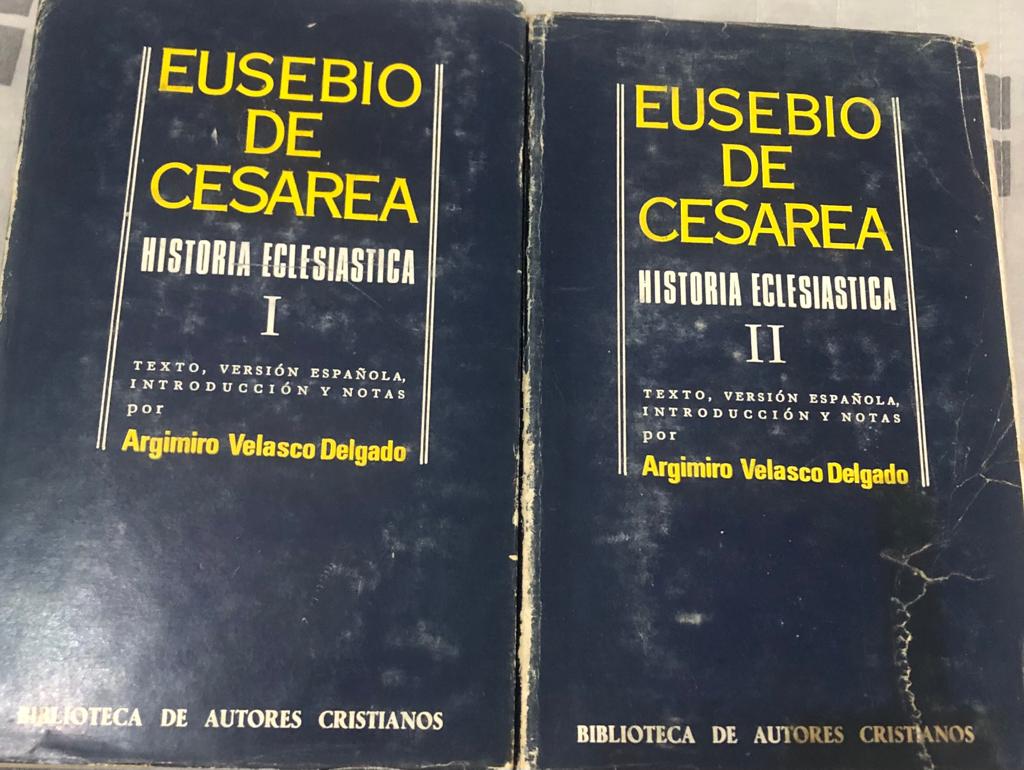 EUSEBIO
DE
CESAREA
HISTORIA ECLESIASTICA
I
TEXTO, VERSIÓN ESPAÑOLA,
INTRODUCCIÓN Y NOTAS
por
Argimiro Velasco Delgado
BIBLIOTECA DE AUTORES CRISTIANOS
EUSEBIO
DE
CESAREA
HISTORIA ECLESIASTICA
II
TEXTO, VERSIÓN ESPAÑOLA,
INTRODUCCIÓN Y NOTAS
por
Argimiro Velasco Delgado
BIBLIOTECA DE AUTORES CRISTIANOS